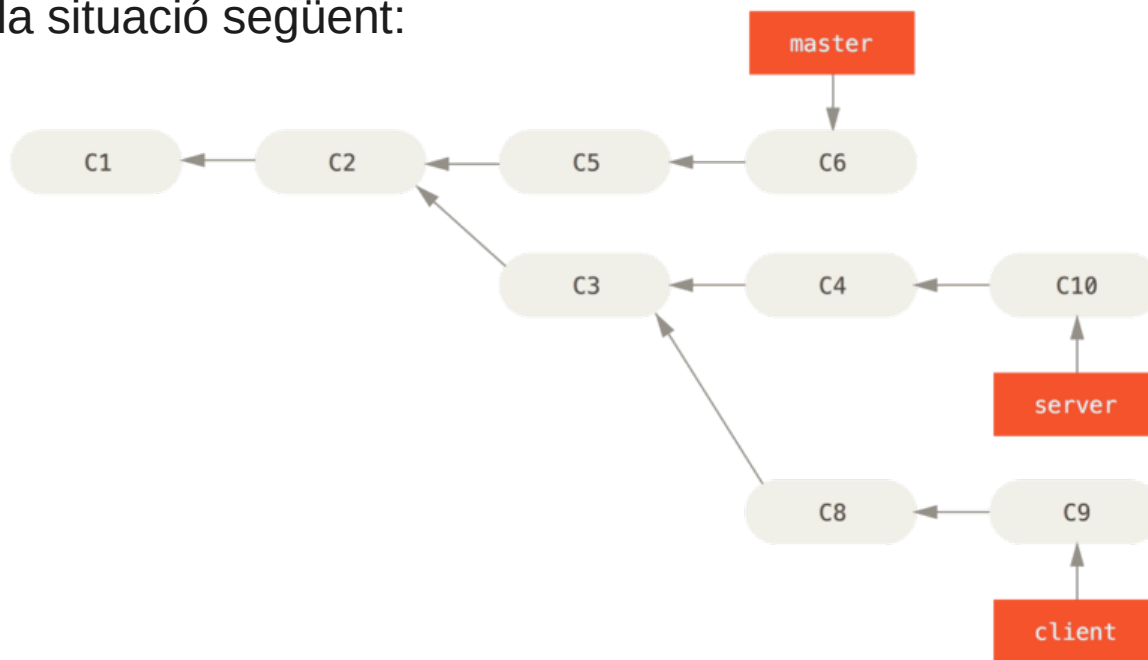 la situació següent:
master
C1 C2 C5 C6
C3 C4 C10
server
C8 C9
client